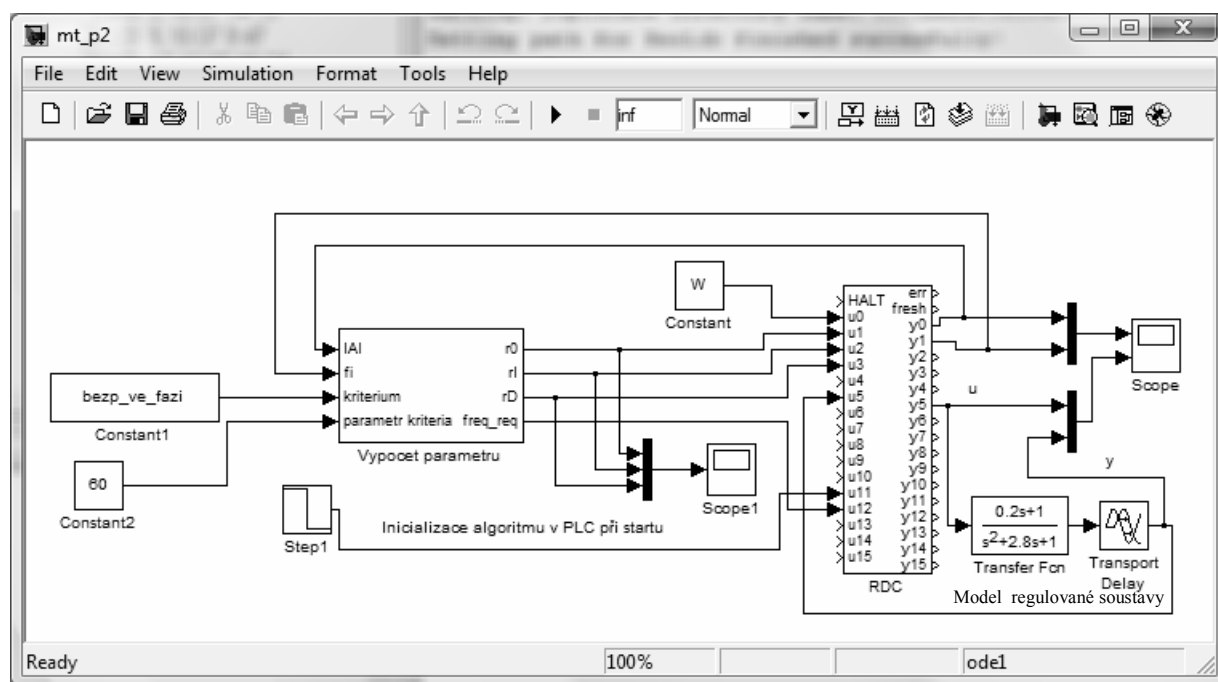 mt_p2
File Edit View Simulation Format Tools Help
inf Normal
W
Constant
HALT
u0
u1
u2
u3
u4
u5
u6
u7
u8
u9
u10
u11
u12
u13
u14
u15
err
fresh
y0
y1
y2
y3
y4
y5
y6
y7
y8
y9
y10
y11
y12
y13
y14
y15
RDC
IAI
fi
kriterium
parametr kriteria
r0
rI
rD
freq_req
Vypocet parametru
bezp_ve_fazi
Constant1
60
Constant2
Step1
Inicializace algoritmu v PLC při startu
Scope1
Scope
u
y
0.2s+1
s²+2.8s+1
Transfer Fcn
Transport
Delay
Model regulované soustavy
Ready 100% ode1